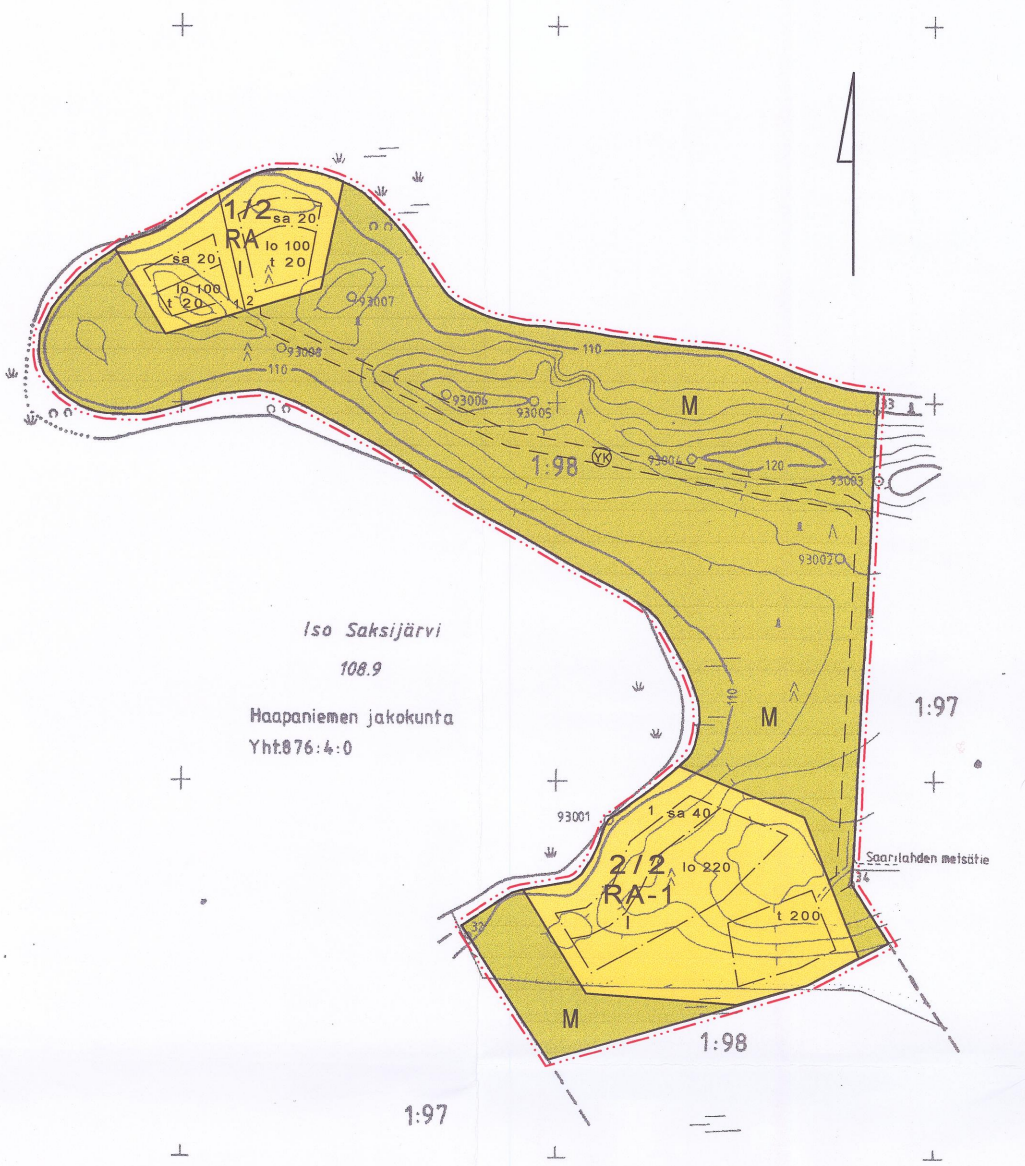 1/2
sa 20
RA
lo 100
sa 20
I
t 20
lo 100
t 20
1
2
93007
93008
110
110
93006
93005
M
33
1:98
YK
93004
120
93003
93002
Iso Saksijärvi
108.9
110
Haapaniemen jakokunta
Yht.876:4:0
M
1:97
93001
1
sa 40
Saarilahden metsätie
2/2
lo 220
RA-1
34
I
t 200
32
M
1:98
1:97